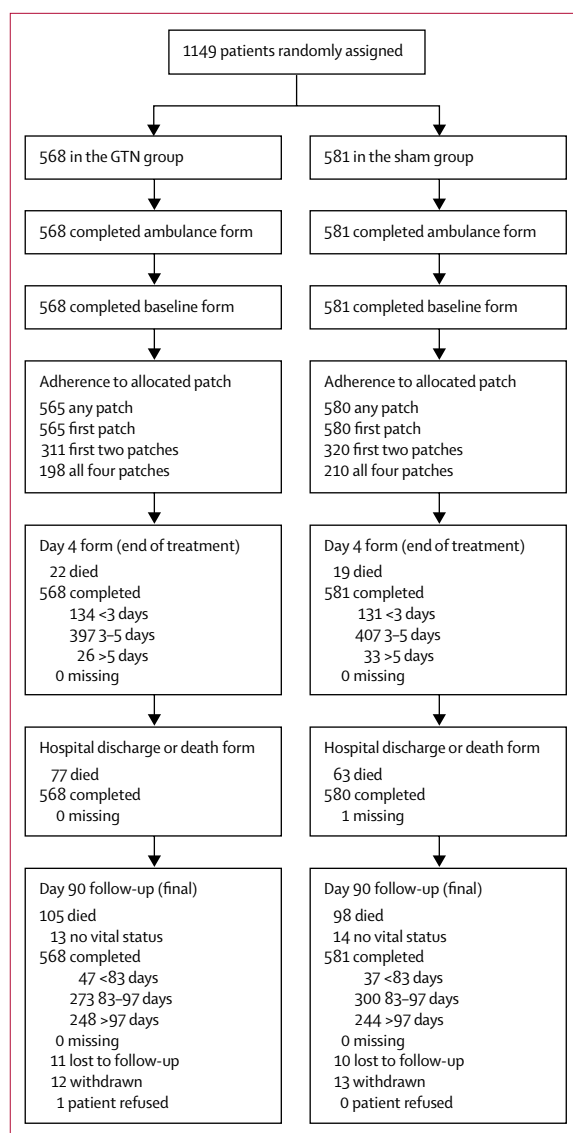 1149 patients randomly assigned
568 in the GTN group
568 completed ambulance form
568 completed baseline form
Adherence to allocated patch
565 any patch
565 first patch
311 first two patches
198 all four patches
Day 4 form (end of treatment)
22 died
568 completed
134 <3 days
397 3–5 days
26 >5 days
0 missing
Hospital discharge or death form
77 died
568 completed
0 missing
Day 90 follow-up (final)
105 died
13 no vital status
568 completed
47 <83 days
273 83–97 days
248 >97 days
0 missing
11 lost to follow-up
12 withdrawn
1 patient refused
581 in the sham group
581 completed ambulance form
581 completed baseline form
Adherence to allocated patch
580 any patch
580 first patch
320 first two patches
210 all four patches
Day 4 form (end of treatment)
19 died
581 completed
131 <3 days
407 3–5 days
33 >5 days
0 missing
Hospital discharge or death form
63 died
580 completed
1 missing
Day 90 follow-up (final)
98 died
14 no vital status
581 completed
37 <83 days
300 83–97 days
244 >97 days
0 missing
10 lost to follow-up
13 withdrawn
0 patient refused